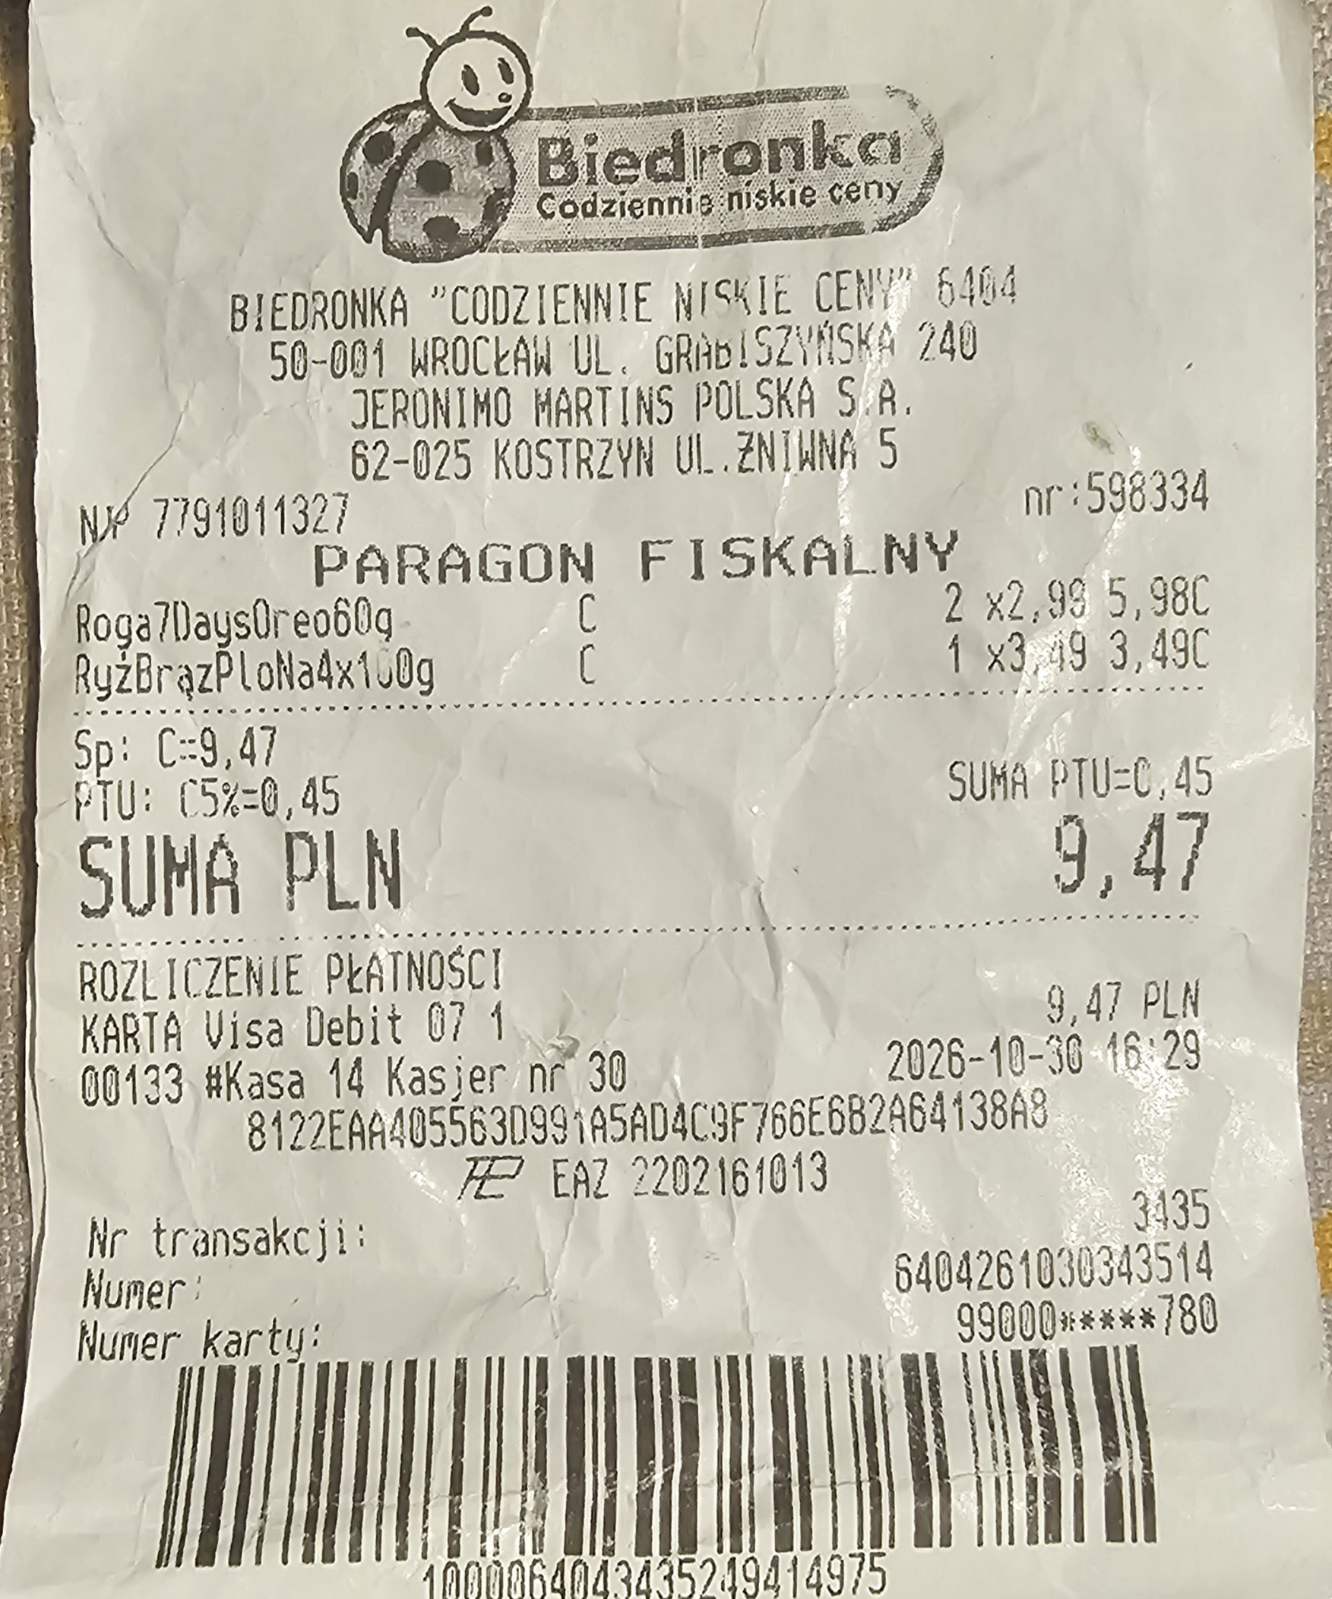 Biedronka
Codziennie niskie ceny
BIEDRONKA "CODZIENNIE NISKIE CENY" 6404
50-001 WROCŁAW UL. GRABISZYŃSKA 240
JERONIMO MARTINS POLSKA S.A.
62-025 KOSTRZYN UL.ŻNIWNA 5
NIP 7791011327 nr:598334
PARAGON FISKALNY
Roga7DaysOreo60g C 2 x2,99 5,98C
RyżBrązPloNa4x100g C 1 x3,49 3,49C
Sp: C=9,47
PTU: C5%=0,45 SUMA PTU=0,45
SUMA PLN 9,47
ROZLICZENIE PŁATNOŚCI
KARTA Visa Debit 07 1 9,47 PLN
00133 #Kasa 14 Kasjer nr 30 2026-10-30 16:29
8122EAA405563D991A5AD4C9F766E6B2A64138A8
EAZ 2202161013
Nr transakcji: 3435
Numer: 6404261030343514
Numer karty: 99000*****780
1000064043435249414975